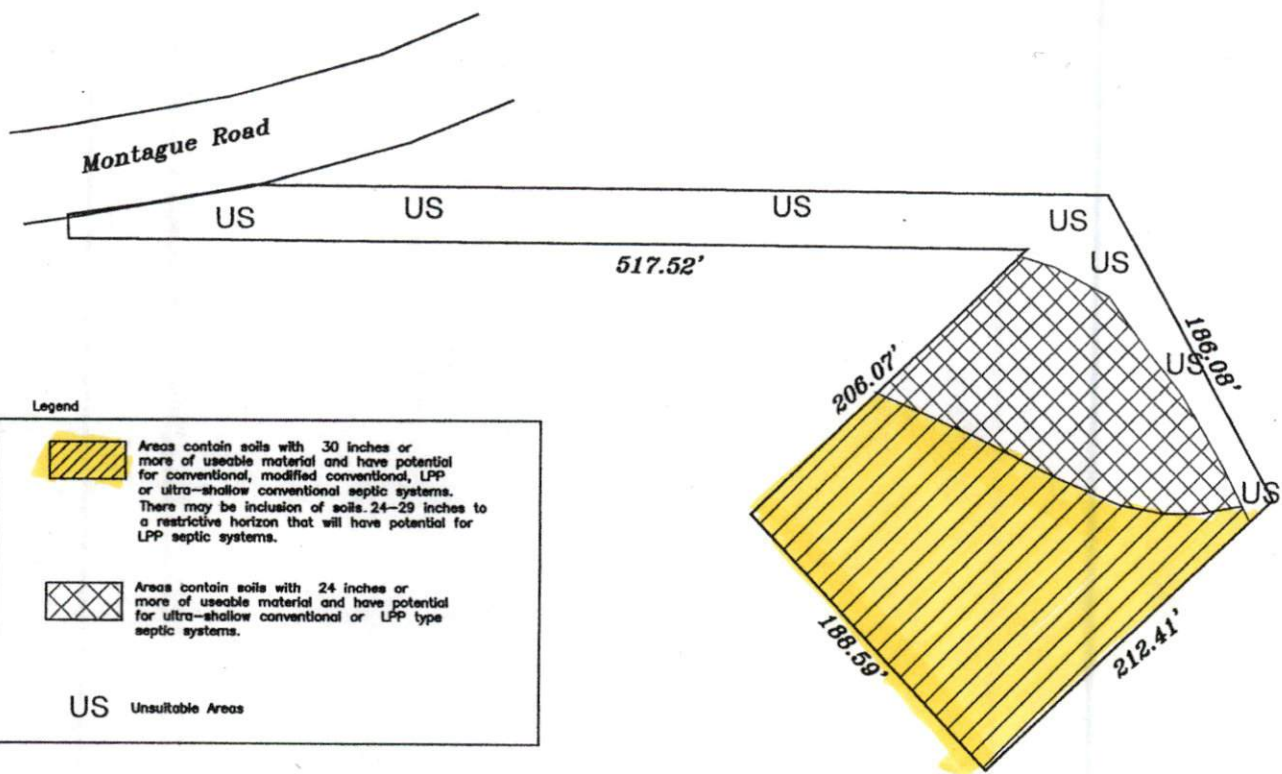 Montague Road
US
US
US
US
517.52'
US
186.08'
US
206.07'
US
188.59'
212.41'
Legend
Areas contain soils with 30 inches or
more of useable material and have potential
for conventional, modified conventional, LPP
or ultra-shallow conventional septic systems.
There may be inclusion of soils 24-29 inches to
a restrictive horizon that will have potential for
LPP septic systems.
Areas contain soils with 24 inches or
more of useable material and have potential
for ultra-shallow conventional or LPP type
septic systems.
US Unsuitable Areas